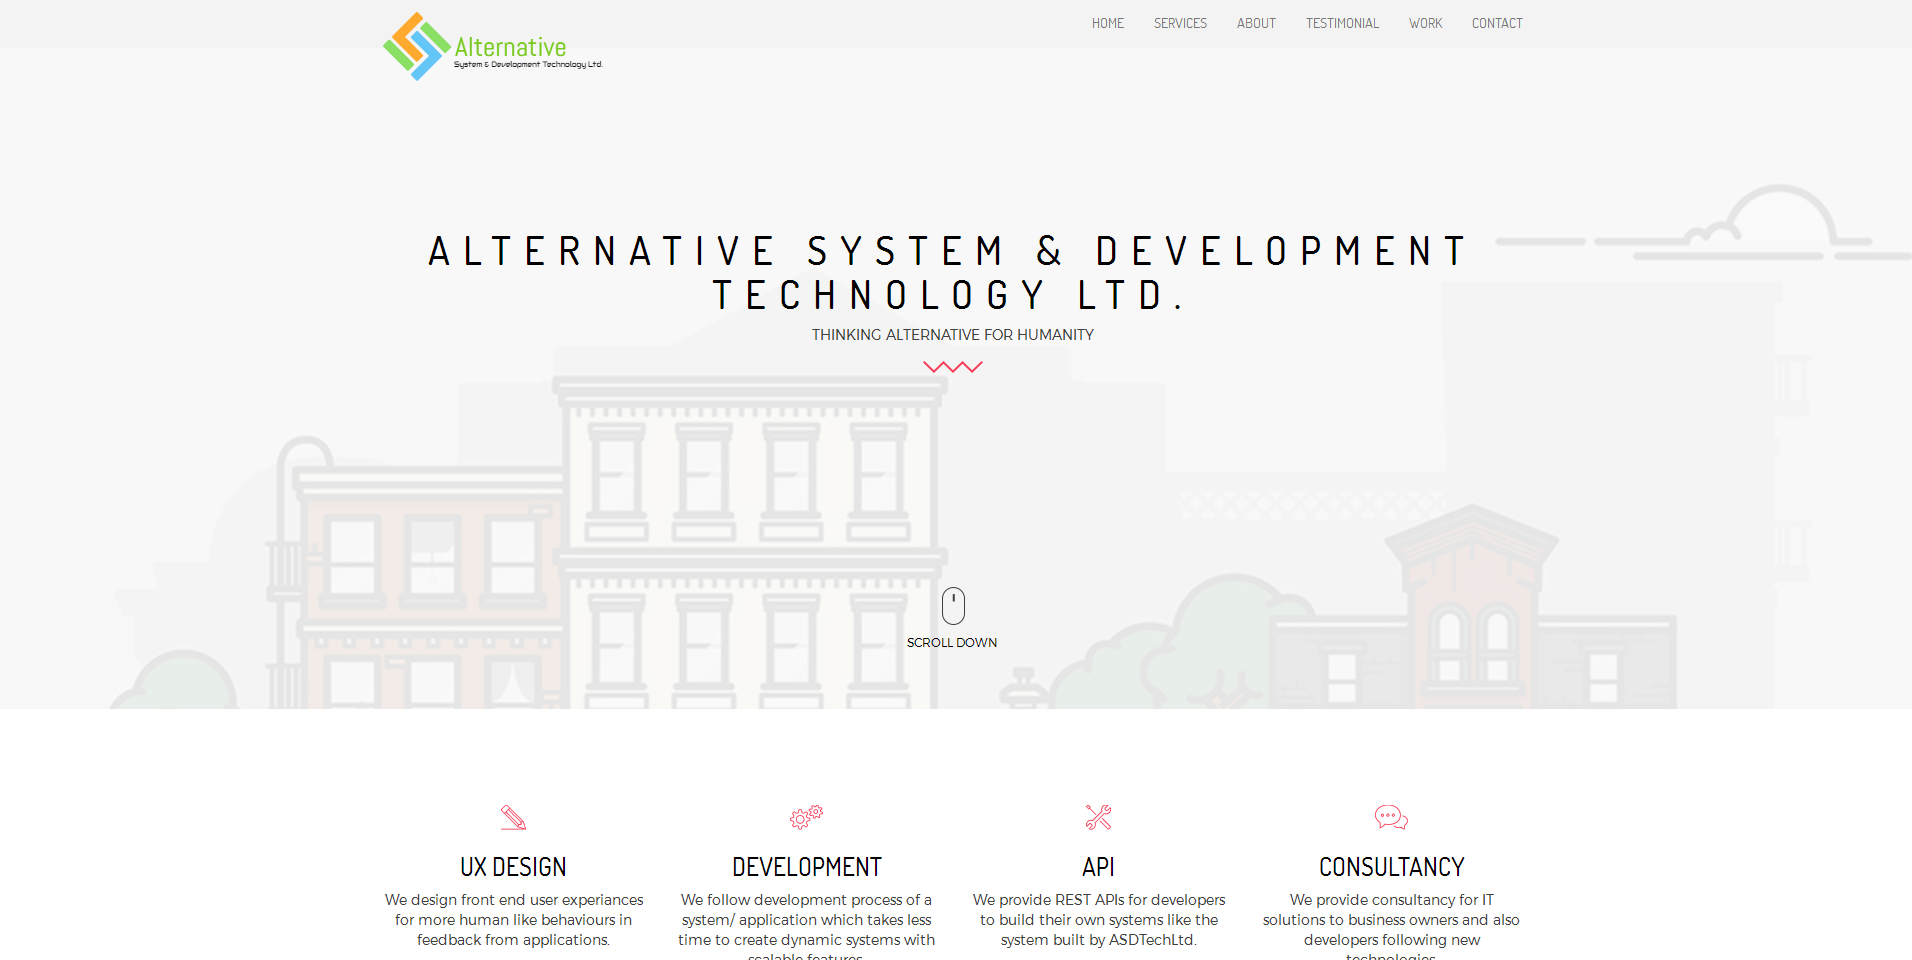 HOME SERVICES ABOUT TESTIMONIAL WORK CONTACT
Alternative
System & Development Technology Ltd.
ALTERNATIVE SYSTEM & DEVELOPMENT
TECHNOLOGY LTD.
THINKING ALTERNATIVE FOR HUMANITY
SCROLL DOWN
UX DESIGN
We design front end user experiances
for more human like behaviours in
feedback from applications.
DEVELOPMENT
We follow development process of a
system/ application which takes less
time to create dynamic systems with
scalable features.
API
We provide REST APIs for developers
to build their own systems like the
system built by ASDTechLtd.
CONSULTANCY
We provide consultancy for IT
solutions to business owners and also
developers following new
technologies.